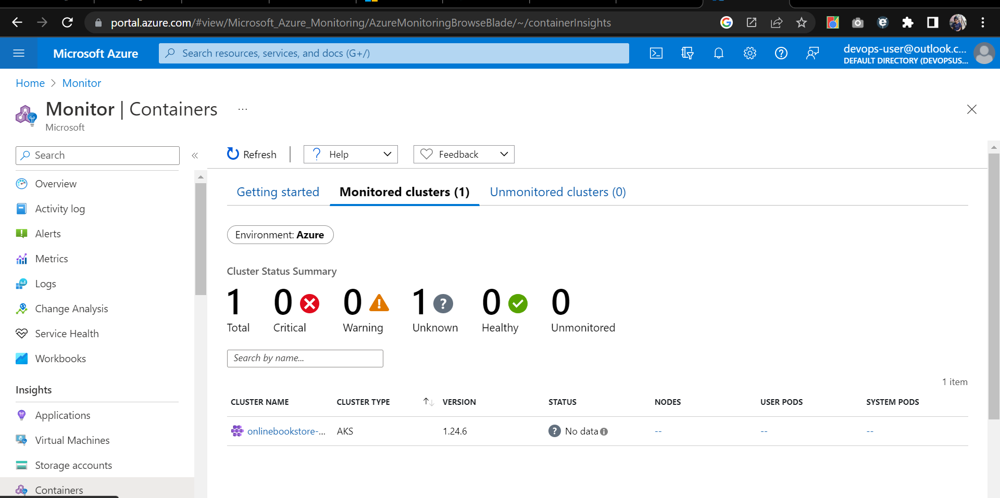 portal.azure.com/#view/Microsoft_Azure_Monitoring/AzureMonitoringBrowseBlade/~/containerInsights
Microsoft Azure
Search resources, services, and docs (G+/)
devops-user@outlook.c...
DEFAULT DIRECTORY (DEVOPSUS...
Home > Monitor
Monitor | Containers ...
Microsoft
Search
«
Refresh
Help
Feedback
Overview
Activity log
Alerts
Metrics
Logs
Change Analysis
Service Health
Workbooks
Insights
Applications
Virtual Machines
Storage accounts
Containers
Getting started
Monitored clusters (1)
Unmonitored clusters (0)
Environment: Azure
Cluster Status Summary
1 0 0 1 0 0
Total Critical Warning Unknown Healthy Unmonitored
Search by name...
1 item
CLUSTER NAME CLUSTER TYPE VERSION STATUS NODES USER PODS SYSTEM PODS
onlinebookstore-... AKS 1.24.6 No data -- -- --